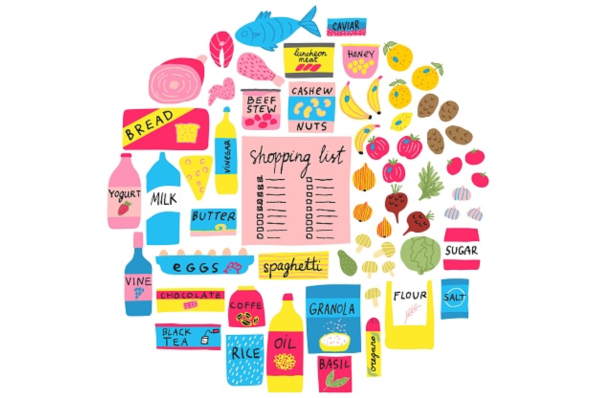 CAVIAR
luncheon
meat
HONEY
BEEF
STEW
CASHEW
NUTS
BREAD
VINEGAR
shopping list
YOGURT
MILK
BUTTER
EGGS
spaghetti
SUGAR
VINE
CHOCOLATE
COFFE
GRANOLA
FLOUR
SALT
BLACK
TEA
RICE
OIL
BASIL
oregano